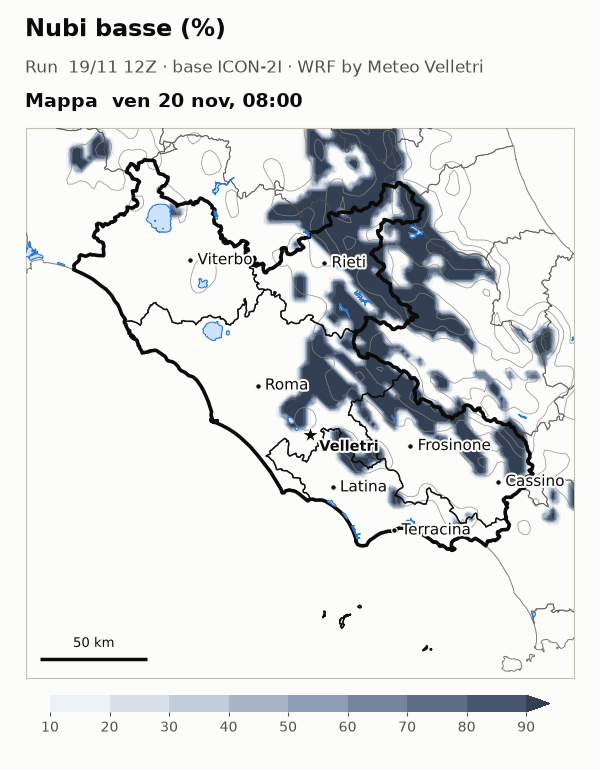 Nubi basse (%)
Run  19/11 12Z · base ICON-2I · WRF by Meteo Velletri
Mappa  ven 20 nov, 08:00
Viterbo
Rieti
Roma
Velletri
Frosinone
Latina
Cassino
Terracina
50 km
10 20 30 40 50 60 70 80 90